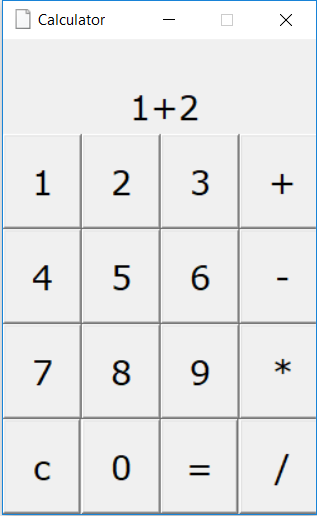 Calculator
1+2
1 2 3 +
4 5 6 -
7 8 9 *
c 0 = /